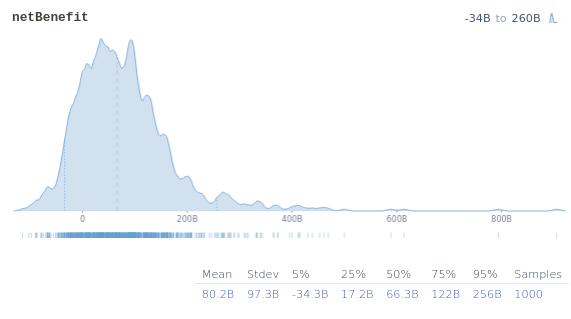 netBenefit -34B to 260B
0 200B 400B 600B 800B
Mean Stdev 5% 25% 50% 75% 95% Samples
80.2B 97.3B -34.3B 17.2B 66.3B 122B 256B 1000